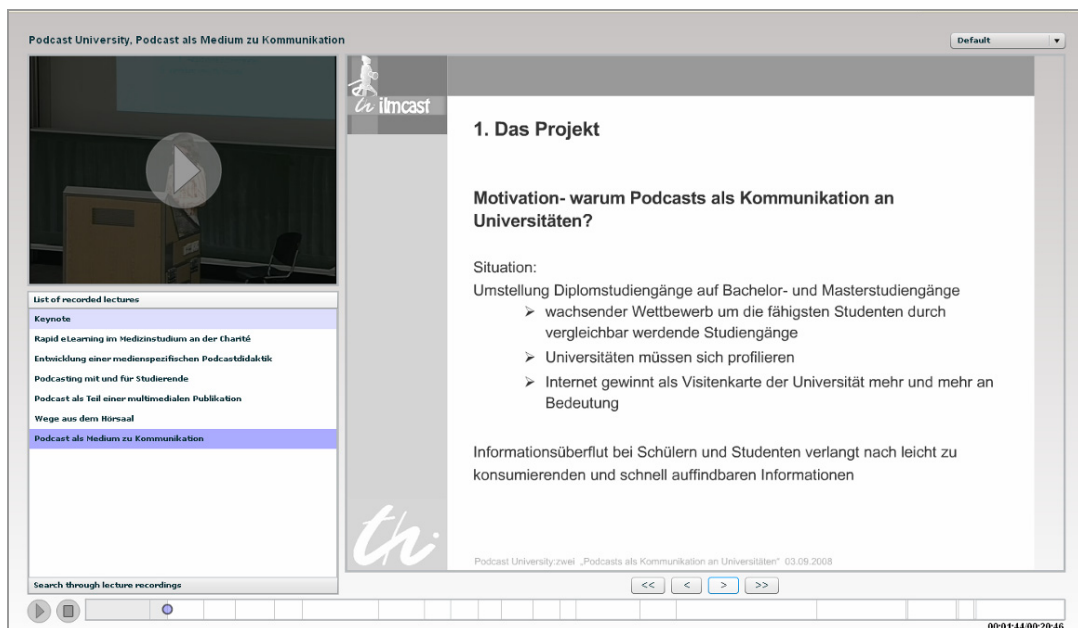 Podcast University, Podcast als Medium zu Kommunikation
Default
th ilmcast
1. Das Projekt
Motivation- warum Podcasts als Kommunikation an
Universitäten?
Situation:
Umstellung Diplomstudiengänge auf Bachelor- und Masterstudiengänge
➢ wachsender Wettbewerb um die fähigsten Studenten durch
vergleichbar werdende Studiengänge
➢ Universitäten müssen sich profilieren
➢ Internet gewinnt als Visitenkarte der Universität mehr und mehr an
Bedeutung
Informationsüberflut bei Schülern und Studenten verlangt nach leicht zu
konsumierenden und schnell auffindbaren Informationen
th
Podcast University:zwei „Podcasts als Kommunikation an Universitäten“ 03.09.2008
List of recorded lectures
Keynote
Rapid eLearning im Medizinstudium an der Charité
Entwicklung einer medienspezifischen Podcastdidaktik
Podcasting mit und für Studierende
Podcast als Teil einer multimedialen Publikation
Wege aus dem Hörsaal
Podcast als Medium zu Kommunikation
Search through lecture recordings
<< < > >>
00:01:44/00:20:46